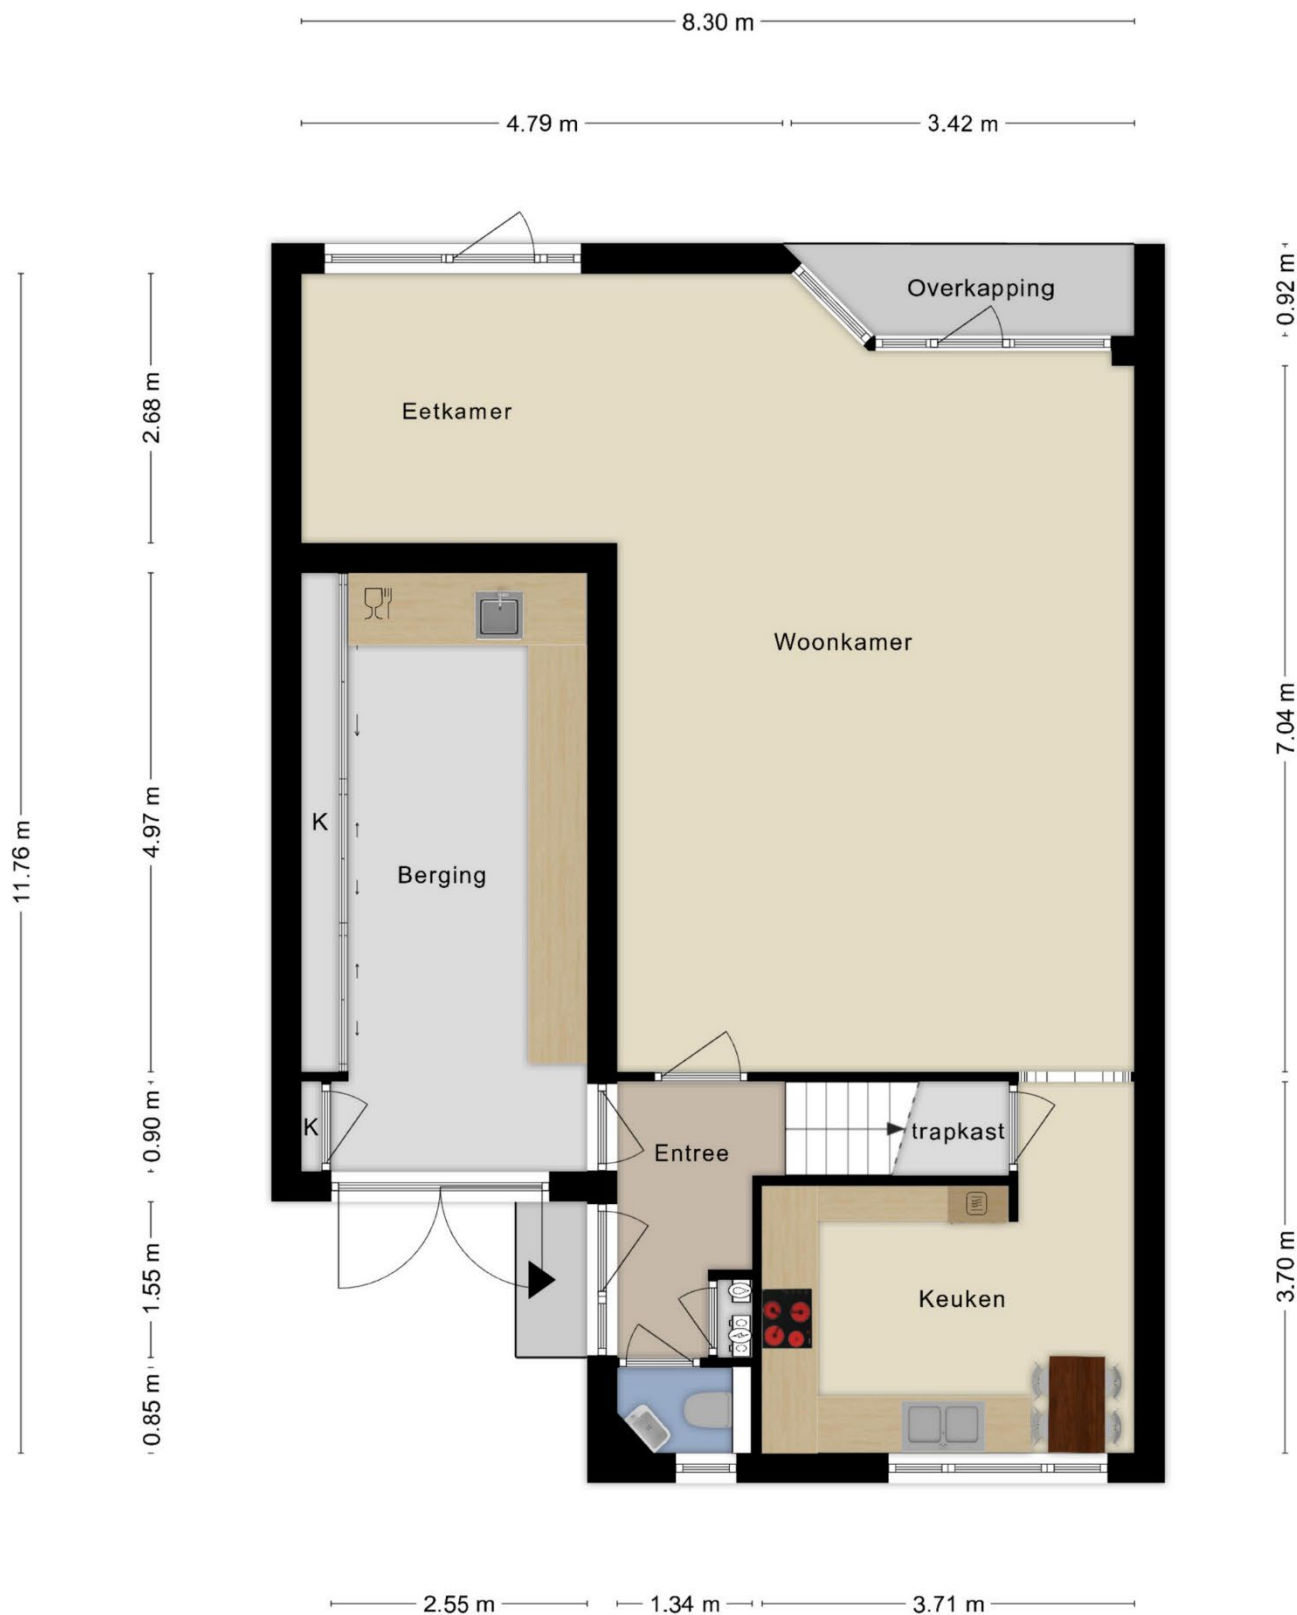 8.30 m
4.79 m
3.42 m
Overkapping
0.92 m
Eetkamer
2.68 m
Woonkamer
7.04 m
K
4.97 m
Berging
11.76 m
K
0.90 m
Entree
trapkast
1.55 m
Keuken
3.70 m
0.85 m
2.55 m
1.34 m
3.71 m